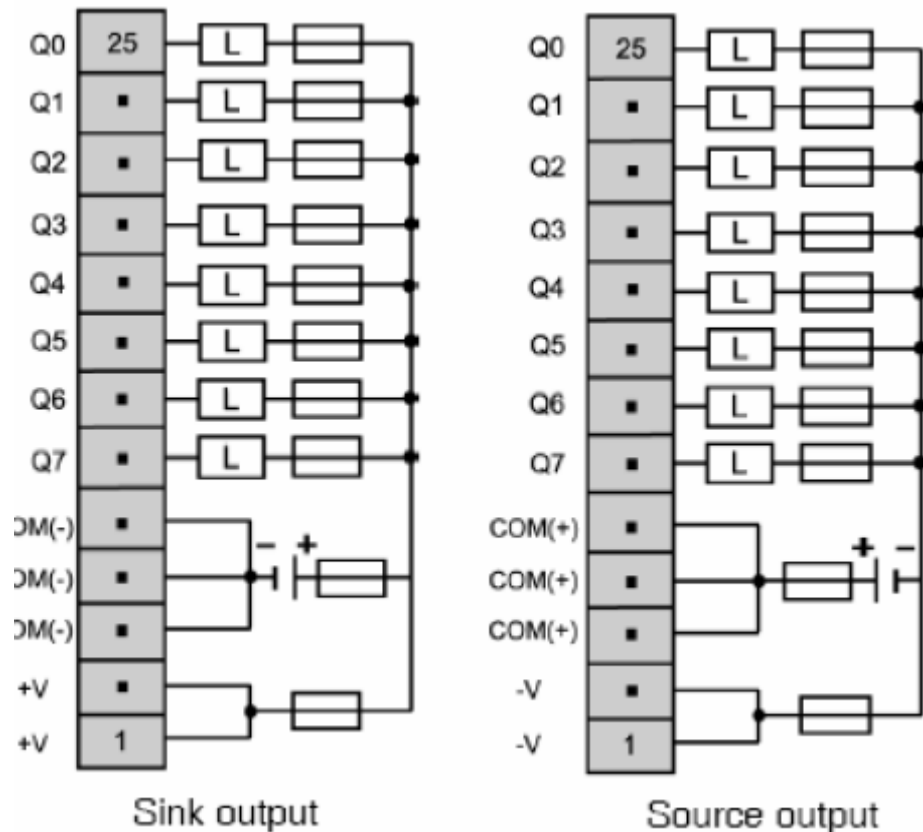 Q0 25 L
Q1 L
Q2 L
Q3 L
Q4 L
Q5 L
Q6 L
Q7 L
OM(-)
- +
OM(-)
OM(-)
+V
+V 1
Sink output
Q0 25 L
Q1 L
Q2 L
Q3 L
Q4 L
Q5 L
Q6 L
Q7 L
COM(+)
+ -
COM(+)
COM(+)
-V
-V 1
Source output